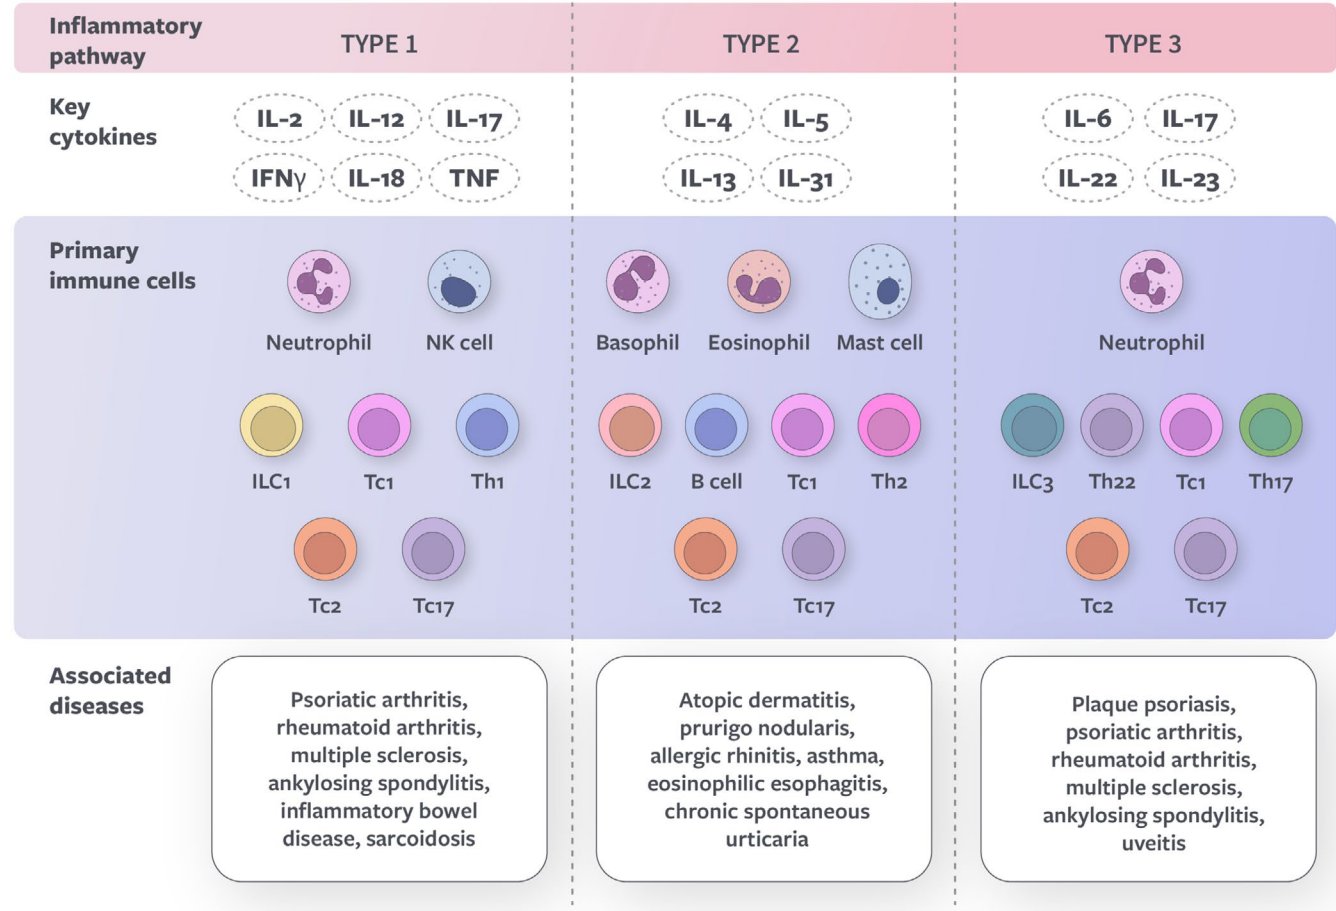 Inflammatory
pathway
TYPE 1
TYPE 2
TYPE 3
Key
cytokines
IL-2 IL-12 IL-17
IFNγ IL-18 TNF
IL-4 IL-5
IL-13 IL-31
IL-6 IL-17
IL-22 IL-23
Primary
immune cells
Neutrophil NK cell
ILC1 Tc1 Th1
Tc2 Tc17
Basophil Eosinophil Mast cell
ILC2 B cell Tc1 Th2
Tc2 Tc17
Neutrophil
ILC3 Th22 Tc1 Th17
Tc2 Tc17
Associated
diseases
Psoriatic arthritis,
rheumatoid arthritis,
multiple sclerosis,
ankylosing spondylitis,
inflammatory bowel
disease, sarcoidosis
Atopic dermatitis,
prurigo nodularis,
allergic rhinitis, asthma,
eosinophilic esophagitis,
chronic spontaneous
urticaria
Plaque psoriasis,
psoriatic arthritis,
rheumatoid arthritis,
multiple sclerosis,
ankylosing spondylitis,
uveitis